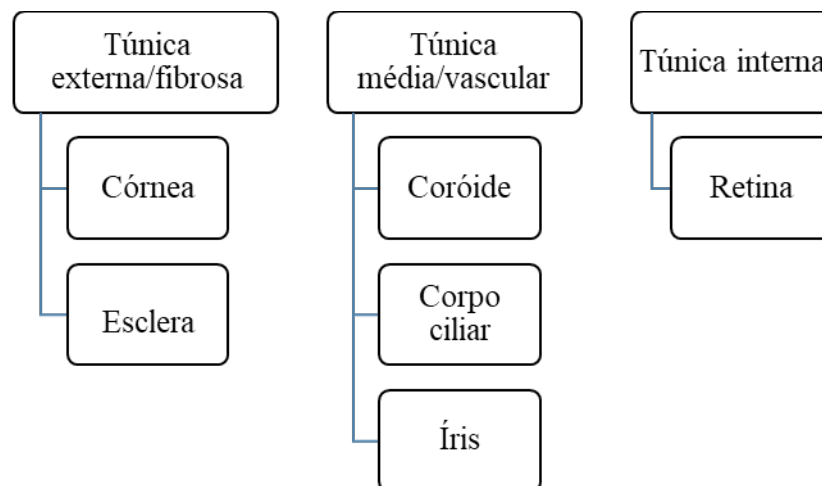 Túnica
externa/fibrosa
Córnea
Esclera
Túnica
média/vascular
Coróide
Corpo
ciliar
Íris
Túnica interna
Retina